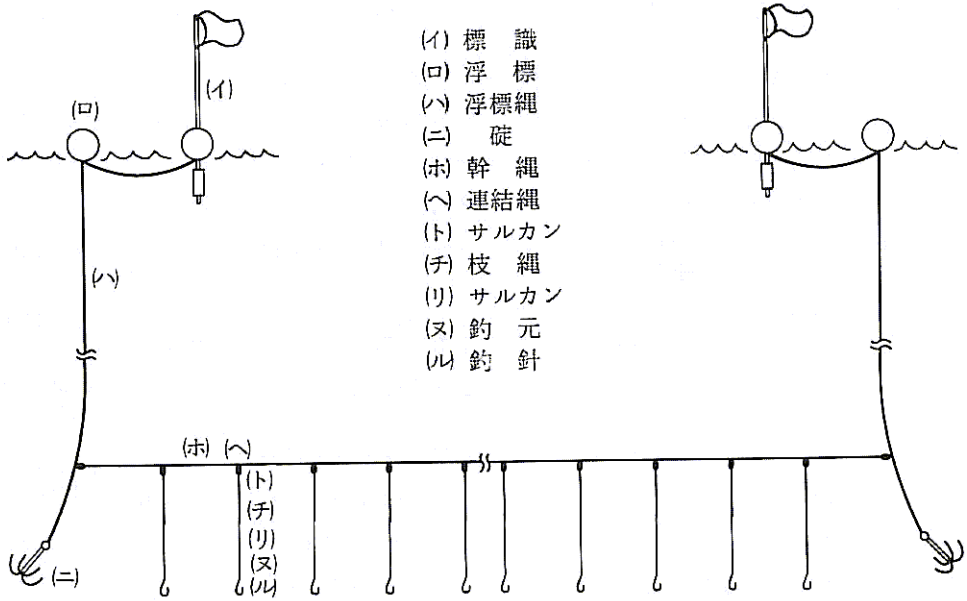 (イ) 標 識
(ロ) 浮 標
(ハ) 浮標縄
(ニ) 碇
(ホ) 幹 縄
(ヘ) 連結縄
(ト) サルカン
(チ) 枝 縄
(リ) サルカン
(ヌ) 釣 元
(ル) 釣 針
(イ)
(ロ)
(ハ)
(ホ) (ヘ)
(ト)
(チ)
(リ)
(ヌ)
(ル)
(ニ)